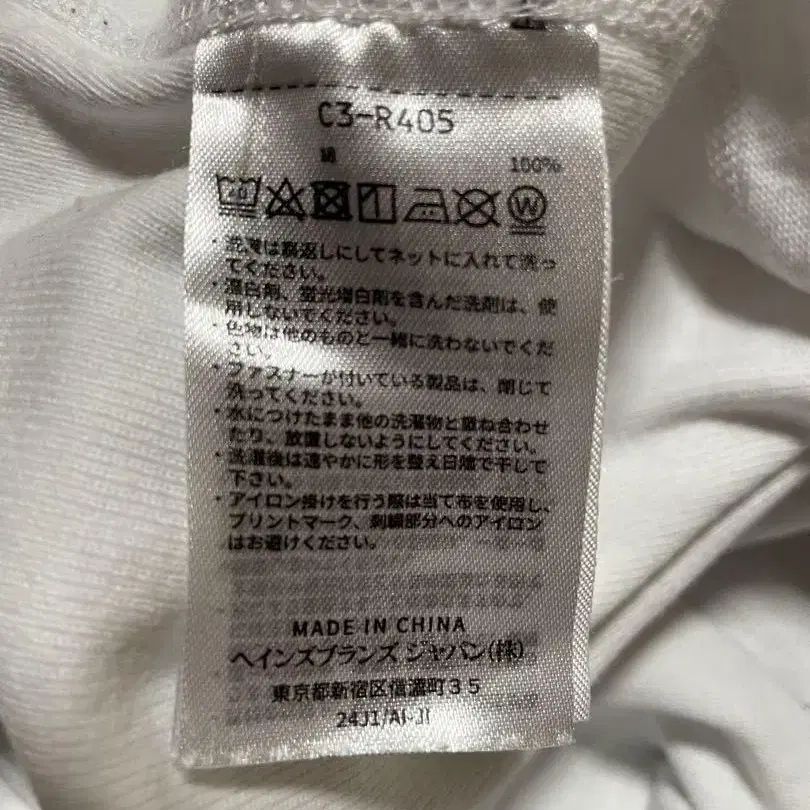 C3-R405
綿 100%
・洗濯は裏返しにしてネットに入れて洗っ
てください。
・漂白剤、蛍光増白剤を含んだ洗剤は、使
用しないでください。
・色物は他のものと一緒に洗わないでくだ
さい。
・ファスナーが付いている製品は、閉じて
洗ってください。
・水につけたまま他の洗濯物と重ね合わせ
たり、放置しないようにしてください。
・洗濯後は速やかに形を整え日陰で干して
下さい。
・アイロン掛けを行う際は当て布を使用し、
プリントマーク、刺繍部分へのアイロン
はお避けください。
MADE IN CHINA
ヘインズブランズ ジャパン(株)
東京都新宿区信濃町35
24J1/AI-JI